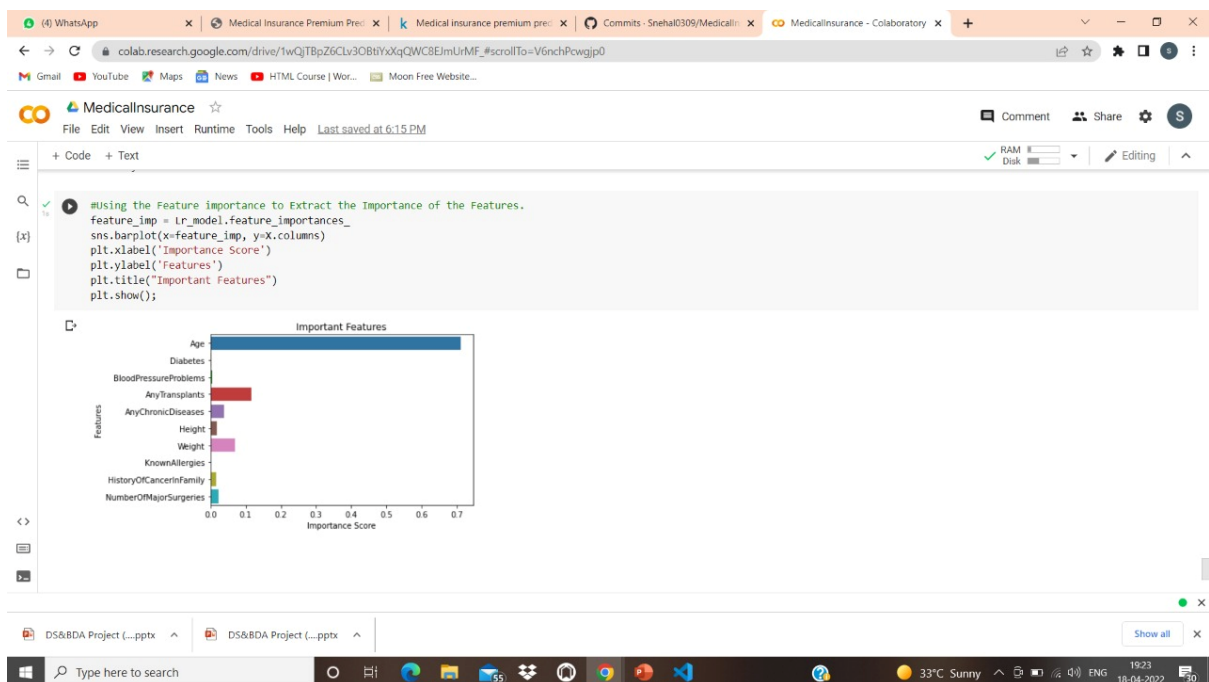 (4) WhatsApp
Medical Insurance Premium Pred
Medical insurance premium pred
Commits · Snehal0309/MedicalIn
MedicalInsurance - Colaboratory
colab.research.google.com/drive/1wQjTBpZ6CLv3OBtiYxXqQWC8EJmUrMF_#scrollTo=V6nchPcwgjp0
Gmail YouTube Maps News HTML Course | Wor... Moon Free Website...
MedicalInsurance
Comment Share S
File Edit View Insert Runtime Tools Help Last saved at 6:15 PM
+ Code + Text
RAM
Disk
Editing
1s
#Using the Feature importance to Extract the Importance of the Features.
feature_imp = Lr_model.feature_importances_
sns.barplot(x=feature_imp, y=X.columns)
plt.xlabel('Importance Score')
plt.ylabel('Features')
plt.title("Important Features")
plt.show();
{x}
Important Features
Age
Diabetes
BloodPressureProblems
AnyTransplants
AnyChronicDiseases
Height
Weight
KnownAllergies
HistoryOfCancerInFamily
NumberOfMajorSurgeries
Features
0.0 0.1 0.2 0.3 0.4 0.5 0.6 0.7
Importance Score
DS&BDA Project (....pptx DS&BDA Project (....pptx Show all
Type here to search
55
33°C Sunny ENG
19:23
18-04-2022
30